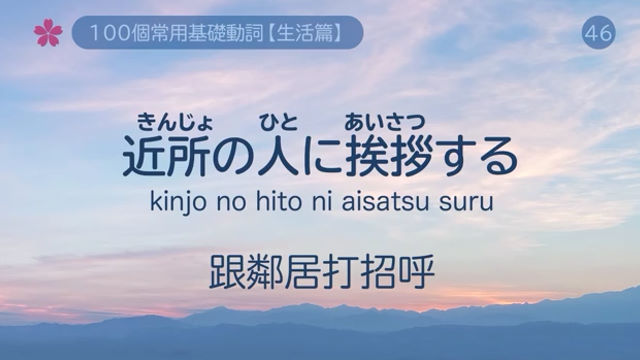 100個常用基礎動詞【生活篇】
46
きんじょ ひと あいさつ
近所の人に挨拶する
kinjo no hito ni aisatsu suru
跟鄰居打招呼